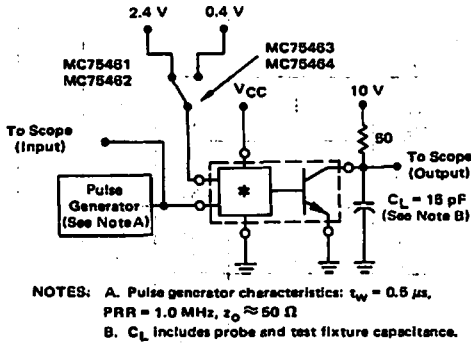 2.4 V 0.4 V
MC75461
MC75462
MC75463
MC75464
VCC
10 V
50
To Scope
(Input)
To Scope
(Output)
Pulse
Generator
(See Note A)
*
CL = 15 pF
(See Note B)
NOTES: A. Pulse generator characteristics: tw = 0.5 µs,
PRR = 1.0 MHz, zo ≈ 50 Ω
B. CL includes probe and test fixture capacitance.